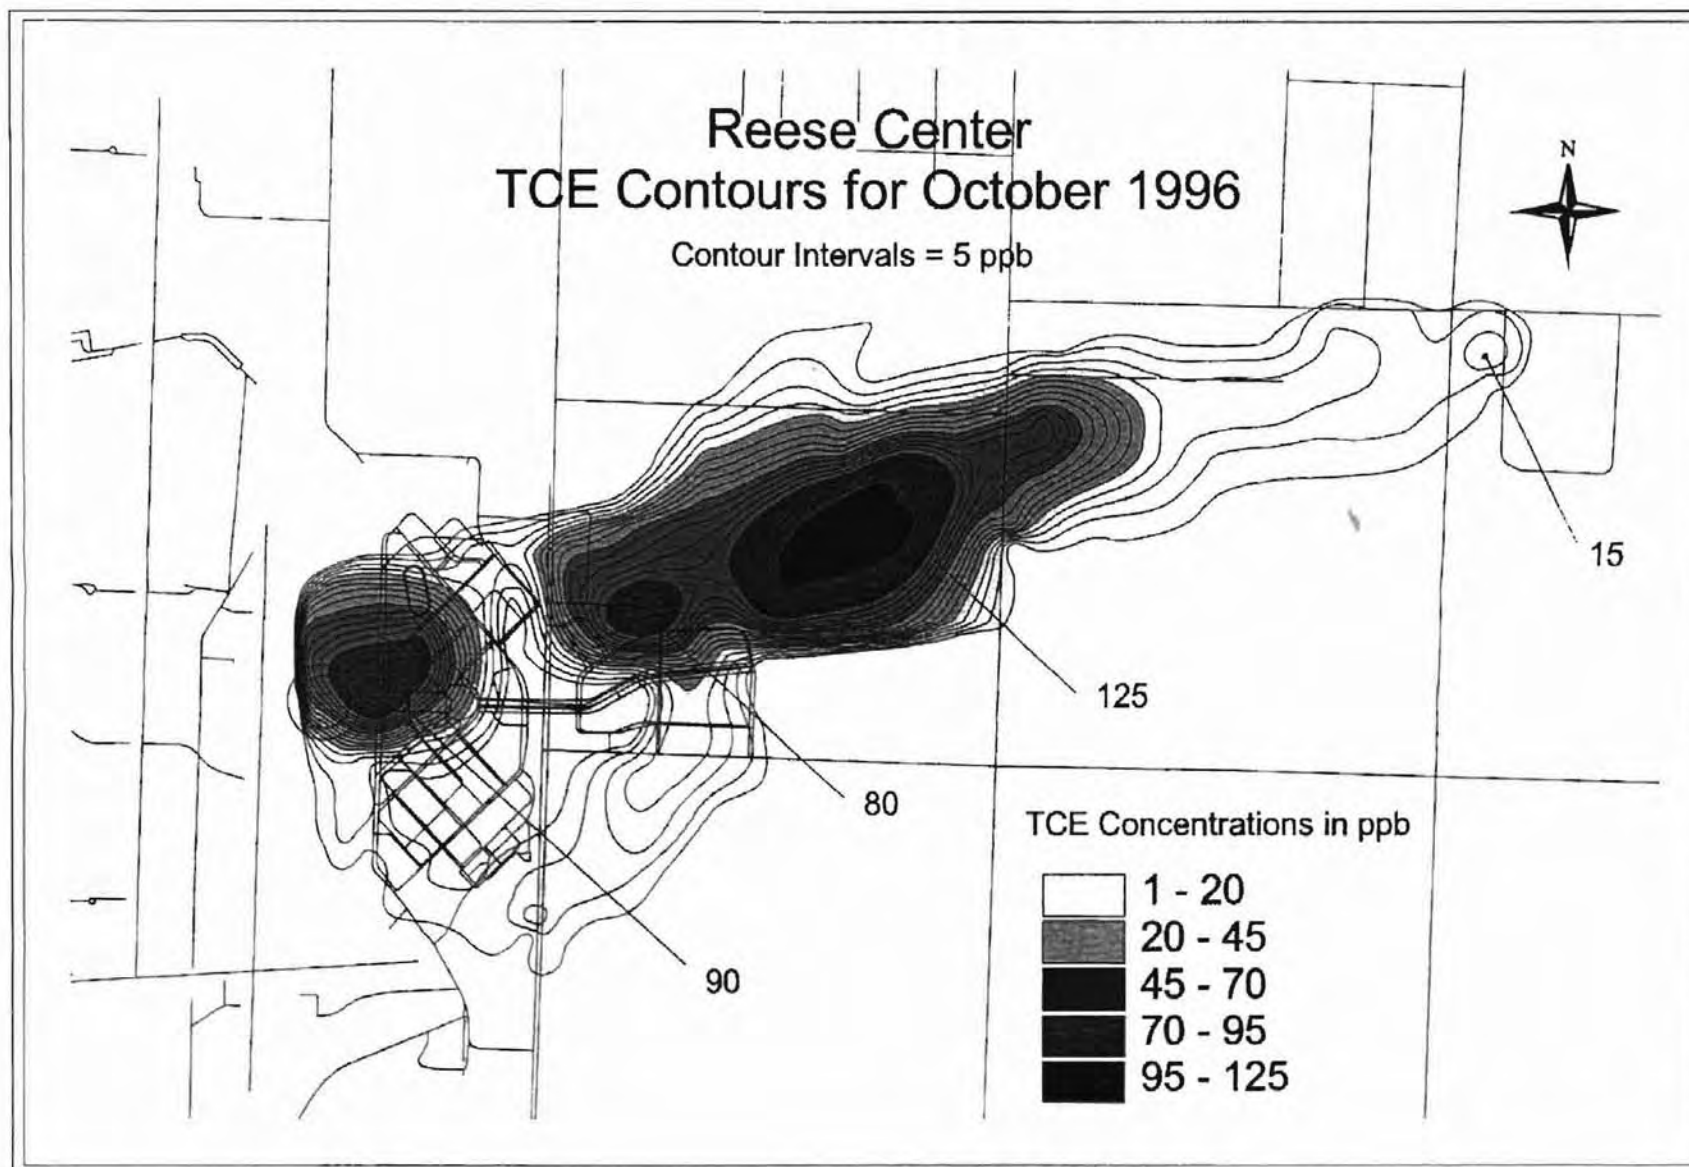 Reese Center
TCE Contours for October 1996
Contour Intervals = 5 ppb
N
15
125
80
90
TCE Concentrations in ppb
1 - 20
20 - 45
45 - 70
70 - 95
95 - 125